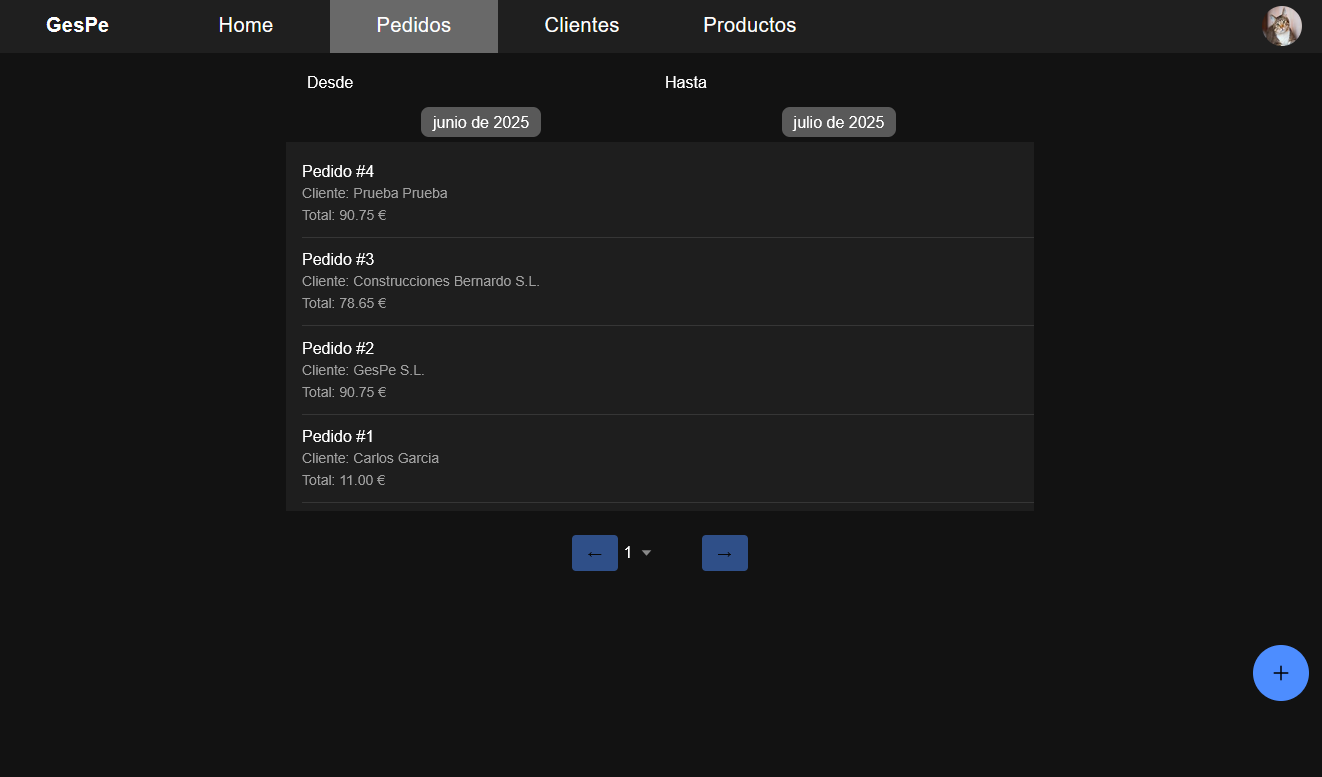 GesPe Home Pedidos Clientes Productos
Desde Hasta
junio de 2025 julio de 2025
Pedido #4
Cliente: Prueba Prueba
Total: 90.75 €
Pedido #3
Cliente: Construcciones Bernardo S.L.
Total: 78.65 €
Pedido #2
Cliente: GesPe S.L.
Total: 90.75 €
Pedido #1
Cliente: Carlos Garcia
Total: 11.00 €
← 1 →
+